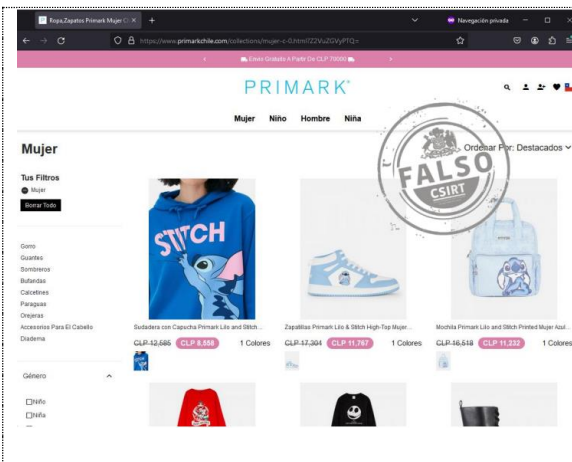 Ropa,Zapatos Primark Mujer C
Navegación privada
https://www.primarkchile.com/collections/mujer-c-0.html?Z2VuZGVyPTQ=
Envio Gratuito A Partir De CLP 70000
PRIMARK
Mujer Niño Hombre Niña
Mujer
Ordenar Por: Destacados
FALSO
CSIRT
Tus Filtros
Mujer
Borrar Todo
Gorro
Guantes
Sombreros
Bufandas
Calcetines
Paraguas
Orejeras
Accesorios Para El Cabello
Diadema
STITCH
Sudadera con Capucha Primark Lilo and Stitch...
Zapatillas Primark Lilo & Stitch High-Top Mujer...
Mochila Primark Lilo and Stitch Printed Mujer Azul...
CLP 12,585 CLP 8,558 1 Colores
CLP 17,304 CLP 11,767 1 Colores
CLP 16,518 CLP 11,232 1 Colores
Género
Niño
Niña